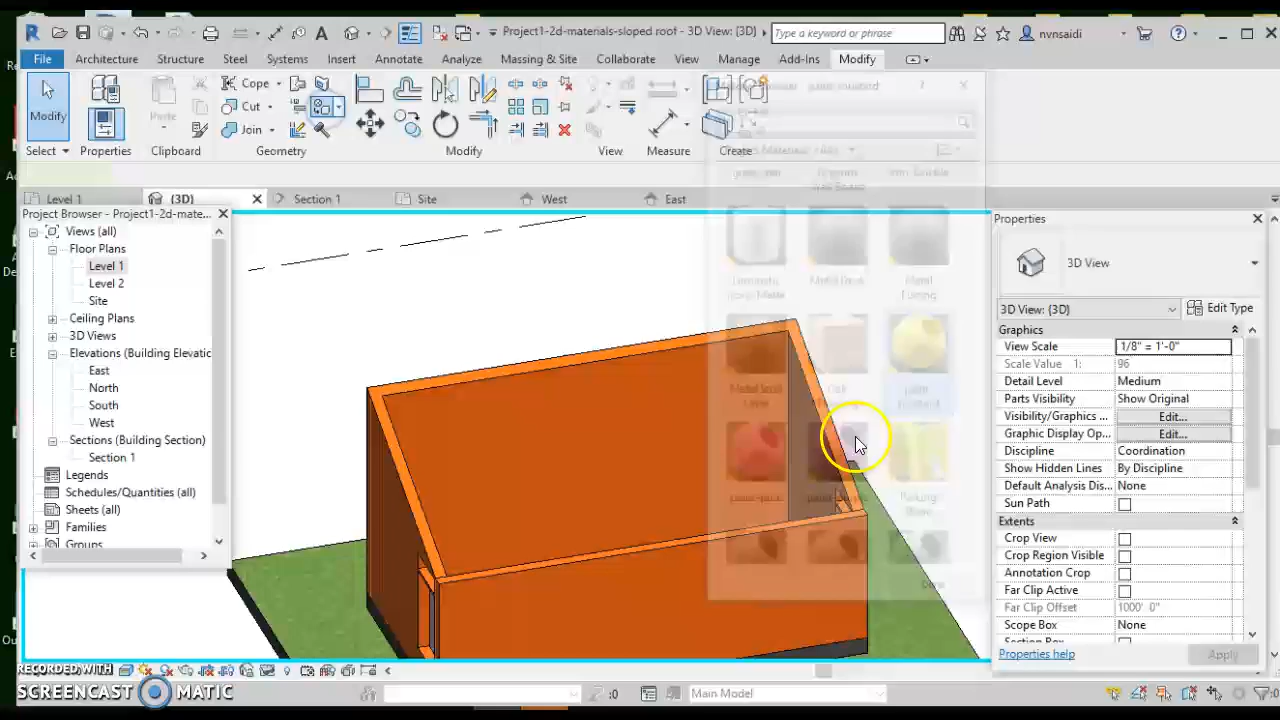 Project1-2d-materials-sloped roof - 3D View: {3D}
Type a keyword or phrase
nvnsaidi
File Architecture Structure Steel Systems Insert Annotate Analyze Massing & Site Collaborate View Manage Add-Ins Modify
Modify
Properties
Paste
Cope
Cut
Join
Select Properties Clipboard Geometry Modify View Measure Create
Level 1 {3D} Section 1 Site West East
Project Browser - Project1-2d-mate...
Views (all)
Floor Plans
Level 1
Level 2
Site
Ceiling Plans
3D Views
Elevations (Building Elevatic
East
North
South
West
Sections (Building Section)
Section 1
Legends
Schedules/Quantities (all)
Sheets (all)
Families
Groups
Properties
3D View
3D View: {3D} Edit Type
Graphics
View Scale 1/8" = 1'-0"
Scale Value 1: 96
Detail Level Medium
Parts Visibility Show Original
Visibility/Graphics ... Edit...
Graphic Display Op... Edit...
Discipline Coordination
Show Hidden Lines By Discipline
Default Analysis Dis... None
Sun Path
Extents
Crop View
Crop Region Visible
Annotation Crop
Far Clip Active
Far Clip Offset 1000' 0"
Scope Box None
Properties help Apply
RECORDED WITH
SCREENCAST MATIC
:0
Main Model